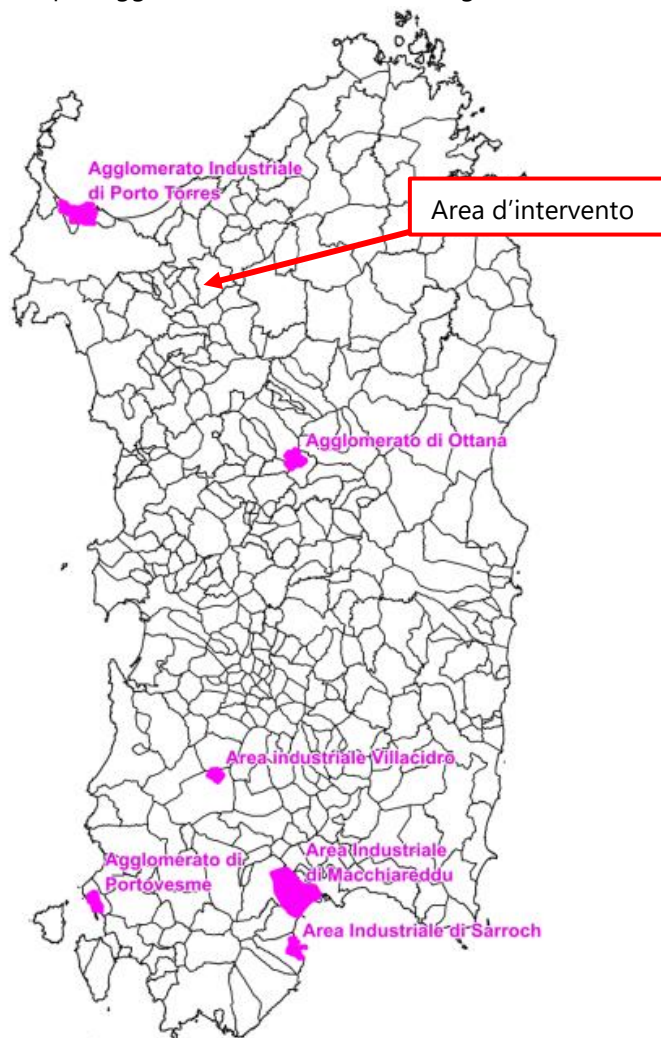 Agglomerato Industriale
di Porto Torres
Area d'intervento
Agglomerato di Ottana
Area industriale Villacidro
Agglomerato di
Portovesme
Area Industriale
di Macchiareddu
Area Industriale di Sarroch